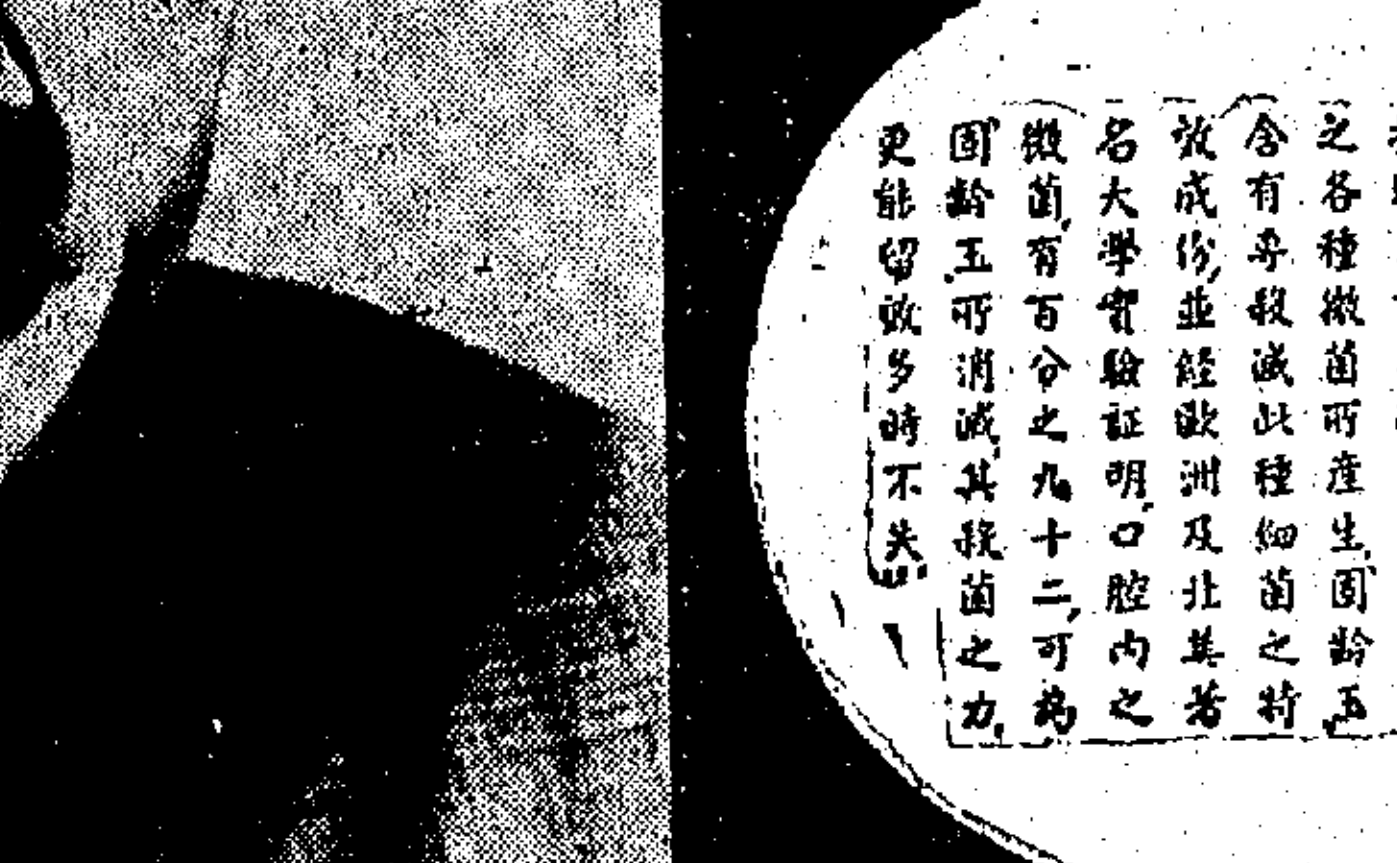 之各種微菌所產生,固齡玉
含有專殺滅此種細菌之特
效成份,並經歐洲及北美著
名大學實驗証明,口腔內之
微菌,有百分之九十二,可為
固齡玉所消滅,其殺菌之力,
更能留效多時不失